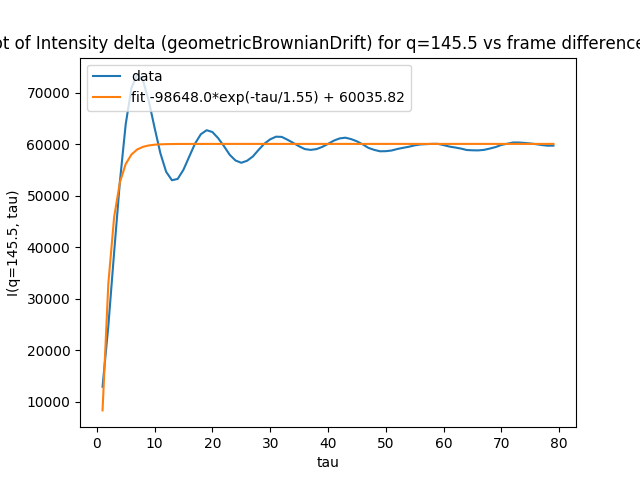 of Intensity delta (geometricBrownianDrift) for q=145.5 vs frame difference
data
fit -98648.0*exp(-tau/1.55) + 60035.82
70000
60000
50000
40000
30000
20000
10000
I(q=145.5, tau)
0 10 20 30 40 50 60 70 80
tau